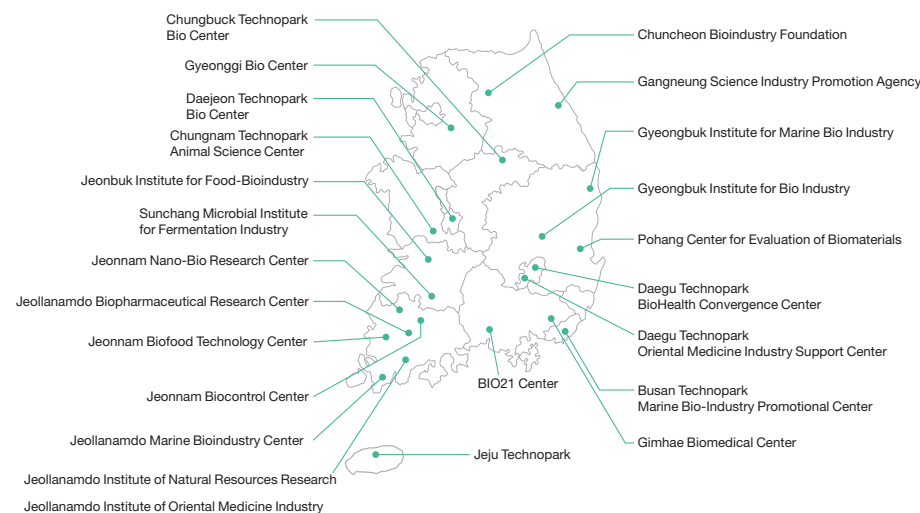 Chungbuck Technopark
Bio Center
Gyeonggi Bio Center
Daejeon Technopark
Bio Center
Chungnam Technopark
Animal Science Center
Jeonbuk Institute for Food-Bioindustry
Sunchang Microbial Institute
for Fermentation Industry
Jeonnam Nano-Bio Research Center
Jeollanamdo Biopharmaceutical Research Center
Jeonnam Biofood Technology Center
Jeonnam Biocontrol Center
Jeollanamdo Marine Bioindustry Center
Jeollanamdo Institute of Natural Resources Research
Jeollanamdo Institute of Oriental Medicine Industry
Chuncheon Bioindustry Foundation
Gangneung Science Industry Promotion Agency
Gyeongbuk Institute for Marine Bio Industry
Gyeongbuk Institute for Bio Industry
Pohang Center for Evaluation of Biomaterials
Daegu Technopark
BioHealth Convergence Center
Daegu Technopark
Oriental Medicine Industry Support Center
BIO21 Center
Busan Technopark
Marine Bio-Industry Promotional Center
Gimhae Biomedical Center
Jeju Technopark